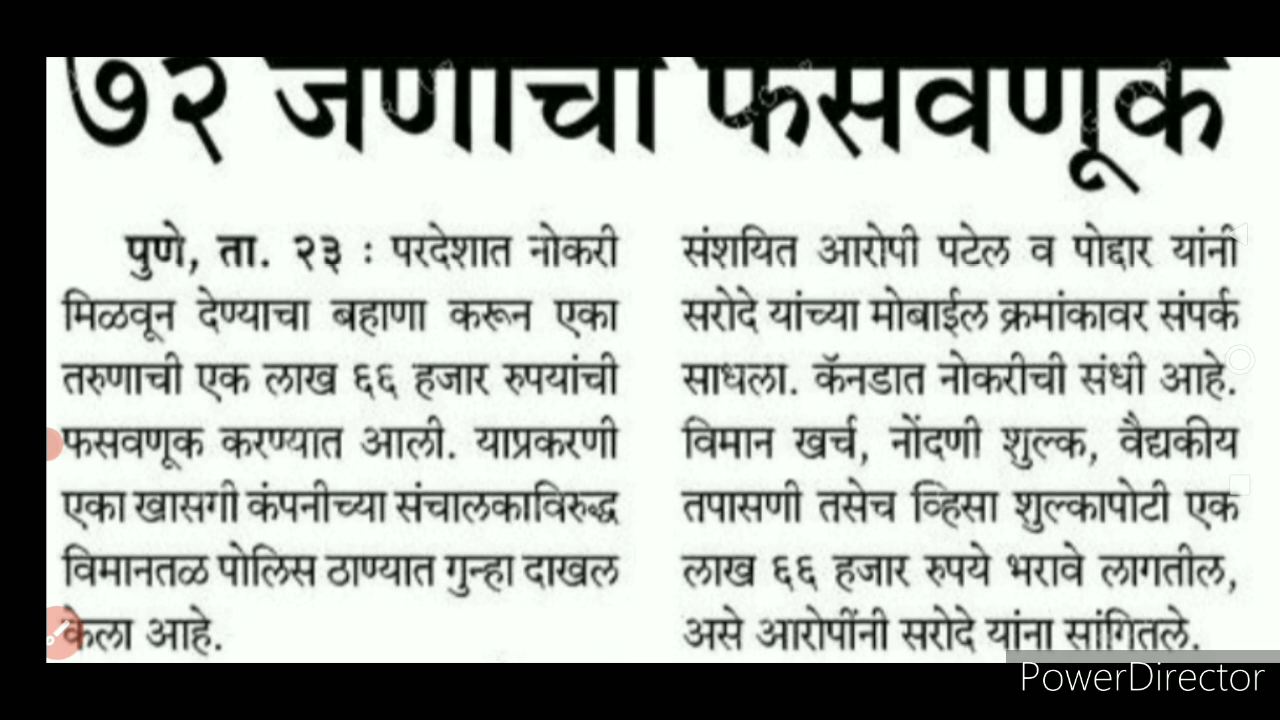 ७२ जणांची फसवणूक
पुणे, ता. २३ : परदेशात नोकरी
मिळवून देण्याचा बहाणा करून एका
तरुणाची एक लाख ६६ हजार रुपयांची
फसवणूक करण्यात आली. याप्रकरणी
एका खासगी कंपनीच्या संचालकाविरुद्ध
विमानतळ पोलिस ठाण्यात गुन्हा दाखल
केला आहे.
संशयित आरोपी पटेल व पोद्दार यांनी
सरोदे यांच्या मोबाईल क्रमांकावर संपर्क
साधला. कॅनडात नोकरीची संधी आहे.
विमान खर्च, नोंदणी शुल्क, वैद्यकीय
तपासणी तसेच व्हिसा शुल्कापोटी एक
लाख ६६ हजार रुपये भरावे लागतील,
असे आरोपींनी सरोदे यांना सांगितले.
PowerDirector